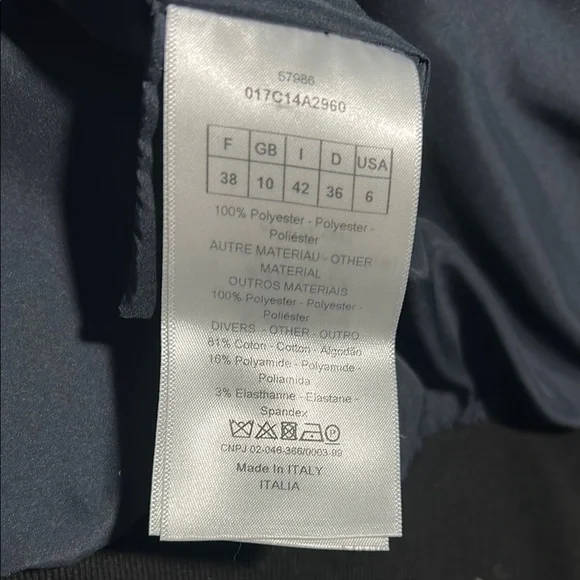 57986
017C14A2960
F GB I D USA
38 10 42 36 6
100% Polyester - Polyester -
Poliéster
AUTRE MATERIAU - OTHER
MATERIAL
OUTROS MATERIAIS
100% Polyester - Polyester -
Poliéster
DIVERS - OTHER - OUTRO
81% Coton - Cotton - Algodão
16% Polyamide - Polyamide -
Poliamida
3% Elasthanne - Elastane -
Spandex
CNPJ 02-046-366/0003-99
Made In ITALY
ITALIA